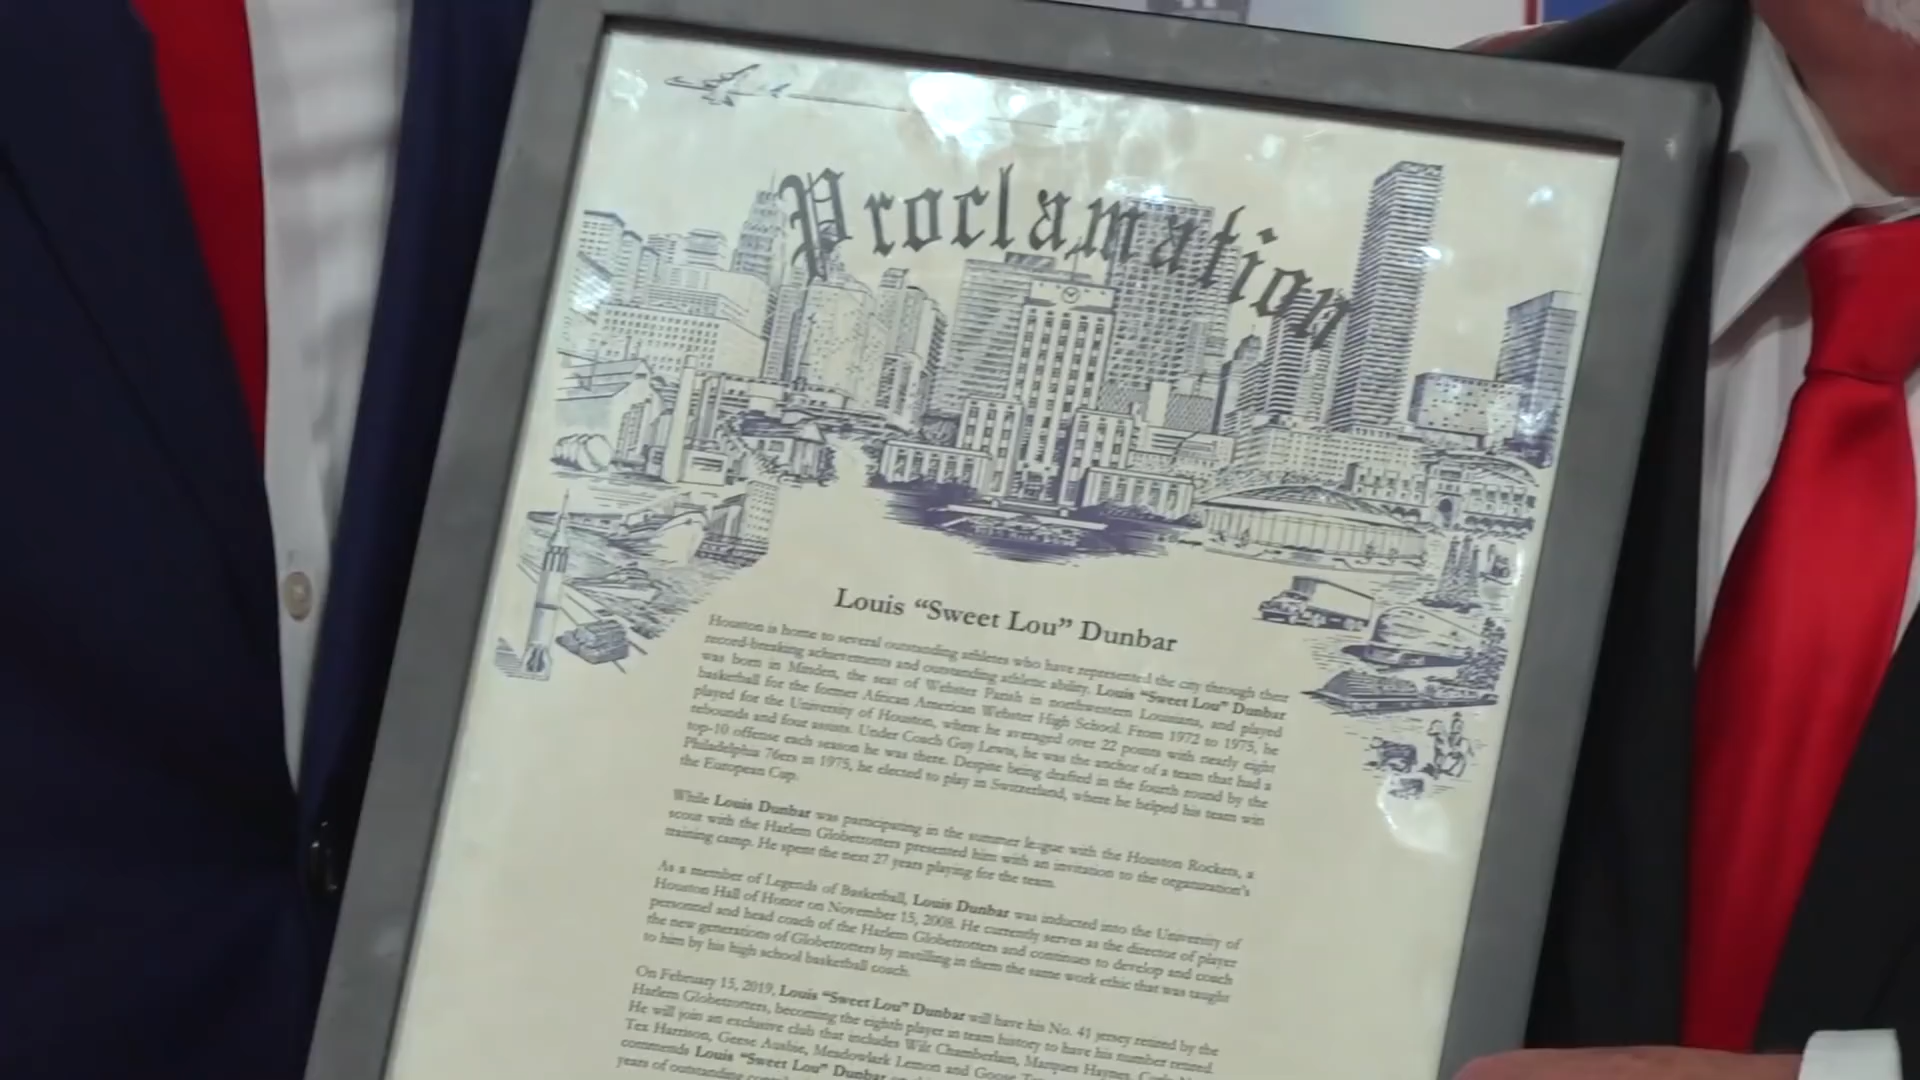 Proclamation
Louis “Sweet Lou” Dunbar
Houston is home to several outstanding athletes who have represented the city through their
record-breaking achievements and outstanding athletic ability. Louis “Sweet Lou” Dunbar
was born in Minden, the seat of Webster Parish in northwestern Louisiana, and played
basketball for the former African American Webster High School. From 1972 to 1975, he
played for the University of Houston, where he averaged over 22 points with nearly eight
rebounds and four assists. Under Coach Guy Lewis, he was the anchor of a team that had a
top-10 offense each season he was there. Despite being drafted in the fourth round by the
Philadelphia 76ers in 1975, he elected to play in Switzerland, where he helped his team win
the European Cup.
While Louis Dunbar was participating in the summer league with the Houston Rockets, a
scout with the Harlem Globetrotters presented him with an invitation to the organization's
training camp. He spent the next 27 years playing for the team.
As a member of Legends of Basketball, Louis Dunbar was inducted into the University of
Houston Hall of Honor on November 15, 2008. He currently serves as the director of player
personnel and head coach of the Harlem Globetrotters and continues to develop and coach
the new generations of Globetrotters by instilling in them the same work ethic that was taught
to him by his high school basketball coach.
On February 15, 2019, Louis “Sweet Lou” Dunbar will have his No. 41 jersey retired by the
Harlem Globetrotters, becoming the eighth player in team history to have his number retired.
He will join an exclusive club that includes Wilt Chamberlain, Marques Haynes,
Tex Harrison, Geese Ausbie, Meadowlark Lemon and Goose
commends Louis “Sweet Lou” Dunbar
years of outstanding